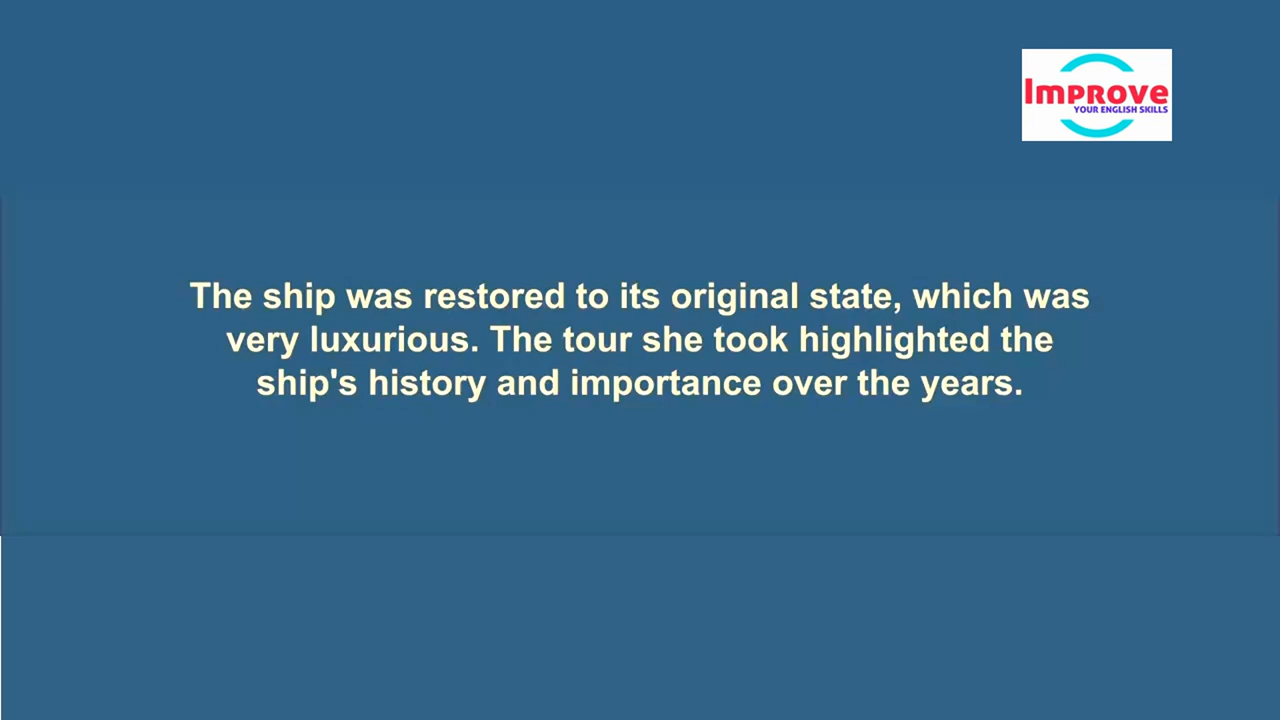 Improve
YOUR ENGLISH SKILLS
The ship was restored to its original state, which was
very luxurious. The tour she took highlighted the
ship's history and importance over the years.